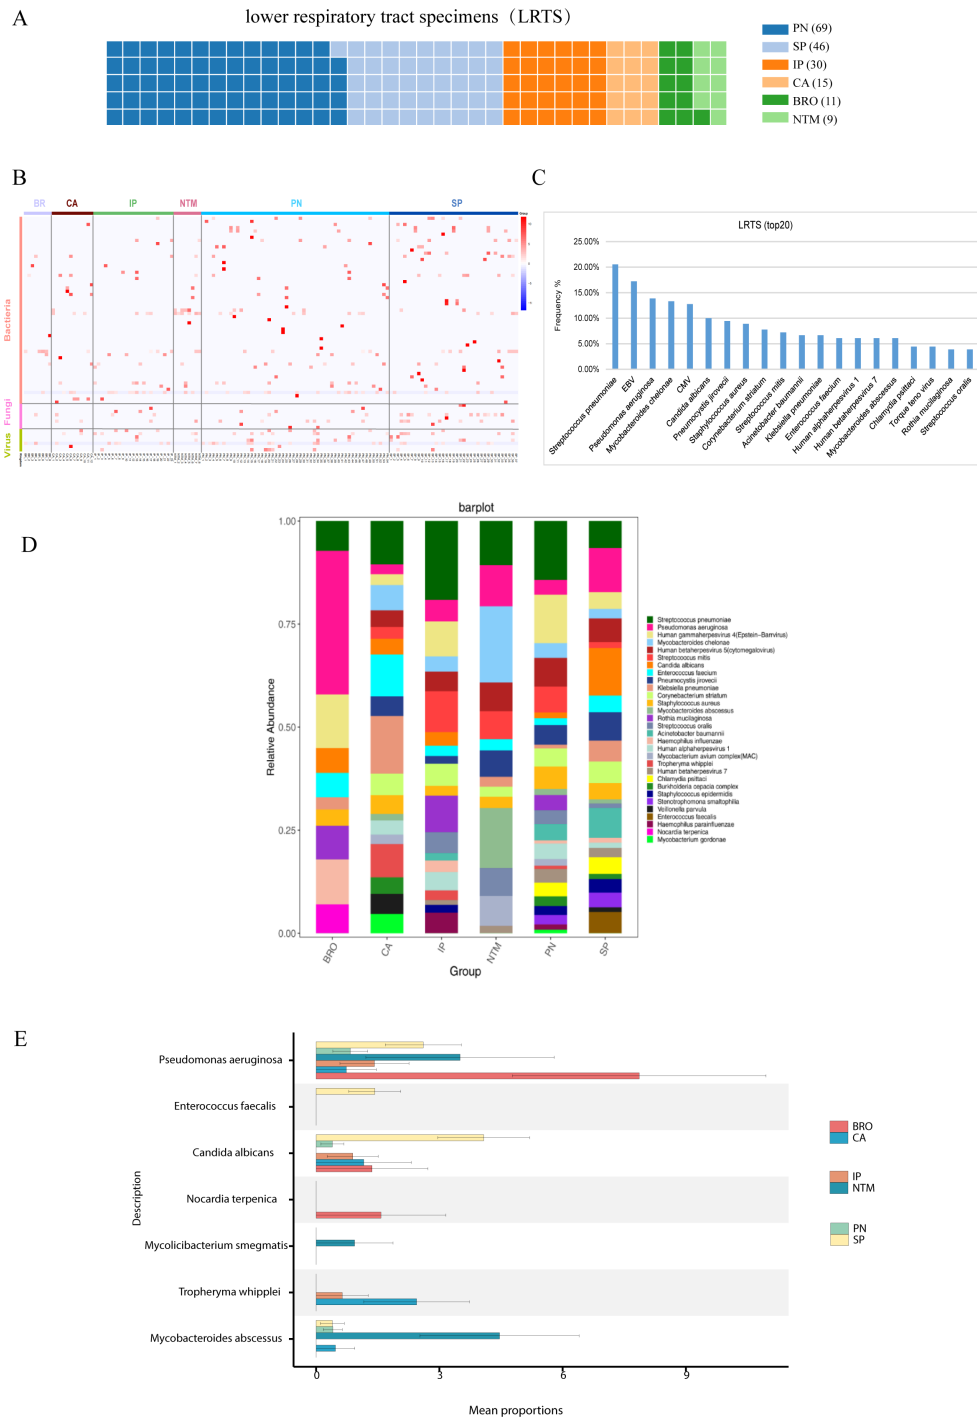 A
lower respiratory tract specimens（LRTS）
PN (69)
SP (46)
IP (30)
CA (15)
BRO (11)
NTM (9)
B
BR CA IP NTM PN SP
Group
Bactieria
Fungi
Virus
C
LRTS (top20)
Frequency %
25.00%
20.00%
15.00%
10.00%
5.00%
0.00%
Streptococcus pneumoniae
EBV
Pseudomonas aeruginosa
Mycobacteroides chelonae
CMV
Candida albicans
Pneumocystis jirovecii
Staphylococcus aureus
Corynebacterium striatum
Streptococcus mitis
Acinetobacter baumannii
Klebsiella pneumoniae
Enterococcus faecium
Human alphaherpesvirus 1
Human betaherpesvirus 7
Mycobacteroides abscessus
Chlamydia psittaci
Torque teno virus
Rothia mucilaginosa
Streptococcus oralis
D
barplot
Relative Abundance
1.00
0.75
0.50
0.25
0.00
BRO CA IP NTM PN SP
Group
Streptococcus pneumoniae
Pseudomonas aeruginosa
Human gammaherpesvirus 4(Epstein-Barrvirus)
Mycobacteroides chelonae
Human betaherpesvirus 5(cytomegalovirus)
Streptococcus mitis
Candida albicans
Enterococcus faecium
Pneumocystis jirovecii
Klebsiella pneumoniae
Corynebacterium striatum
Staphylococcus aureus
Mycobacteroides abscessus
Rothia mucilaginosa
Streptococcus oralis
Acinetobacter baumannii
Haemophilus influenzae
Human alphaherpesvirus 1
Mycobacterium avium complex(MAC)
Tropheryma whipplei
Human betaherpesvirus 7
Chlamydia psittaci
Burkholderia cepacia complex
Staphylococcus epidermidis
Stenotrophomonas smaltophilia
Veillonella parvula
Enterococcus faecalis
Haemophilus parainfluenzae
Nocardia terpenica
Mycobacterium gordonae
E
Description
Pseudomonas aeruginosa
Enterococcus faecalis
Candida albicans
Nocardia terpenica
Mycolicibacterium smegmatis
Tropheryma whipplei
Mycobacteroides abscessus
0 3 6 9
Mean proportions
BRO
CA
IP
NTM
PN
SP